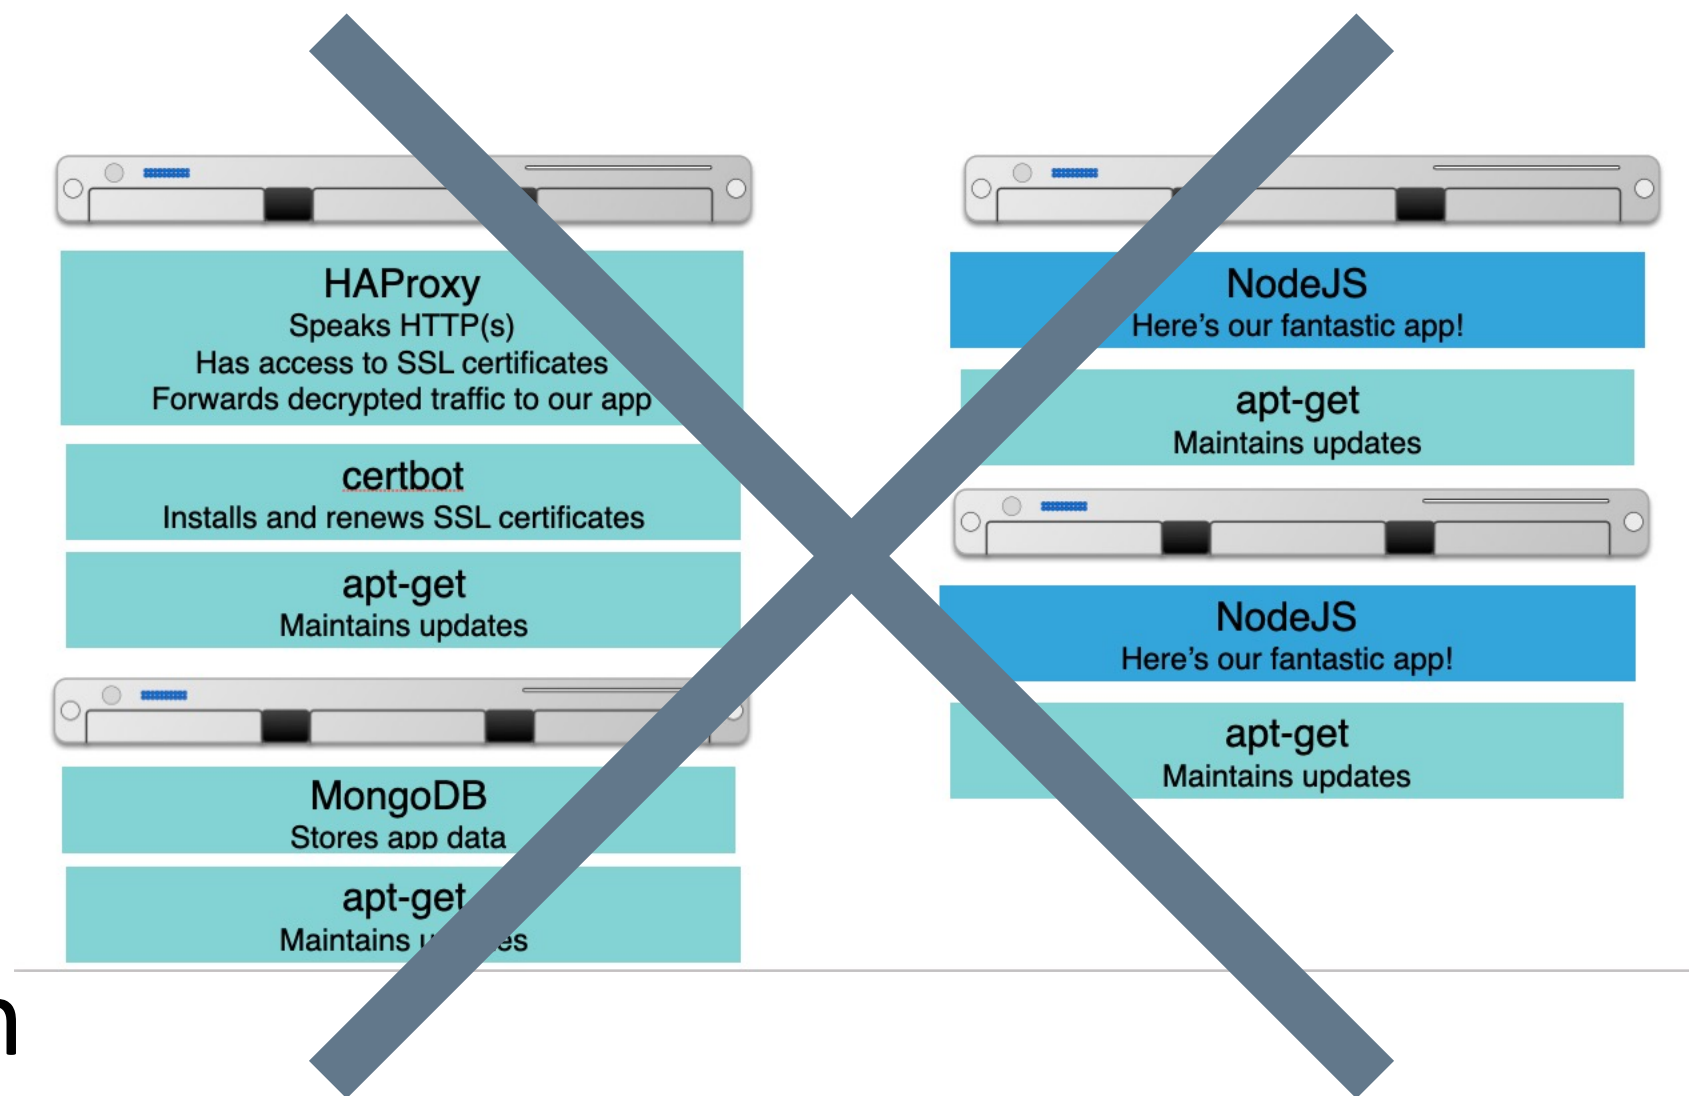 HAProxy
Speaks HTTP(s)
Has access to SSL certificates
Forwards decrypted traffic to our app
certbot
Installs and renews SSL certificates
apt-get
Maintains updates
MongoDB
Stores app data
apt-get
Maintains
NodeJS
Here's our fantastic app!
apt-get
Maintains updates
NodeJS
Here's our fantastic app!
apt-get
Maintains updates